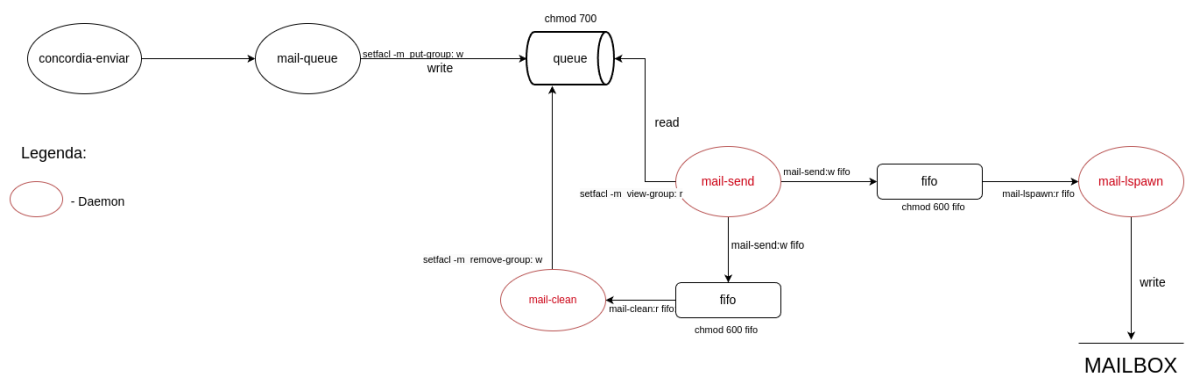 chmod 700
concordia-enviar
mail-queue
setfacl -m put-group: w
write
queue
read
Legenda:
- Daemon
mail-send
setfacl -m view-group: r
mail-send:w fifo
fifo
chmod 600 fifo
mail-lspawn:r fifo
mail-lspawn
mail-send:w fifo
setfacl -m remove-group: w
mail-clean
mail-clean:r fifo
fifo
chmod 600 fifo
write
MAILBOX